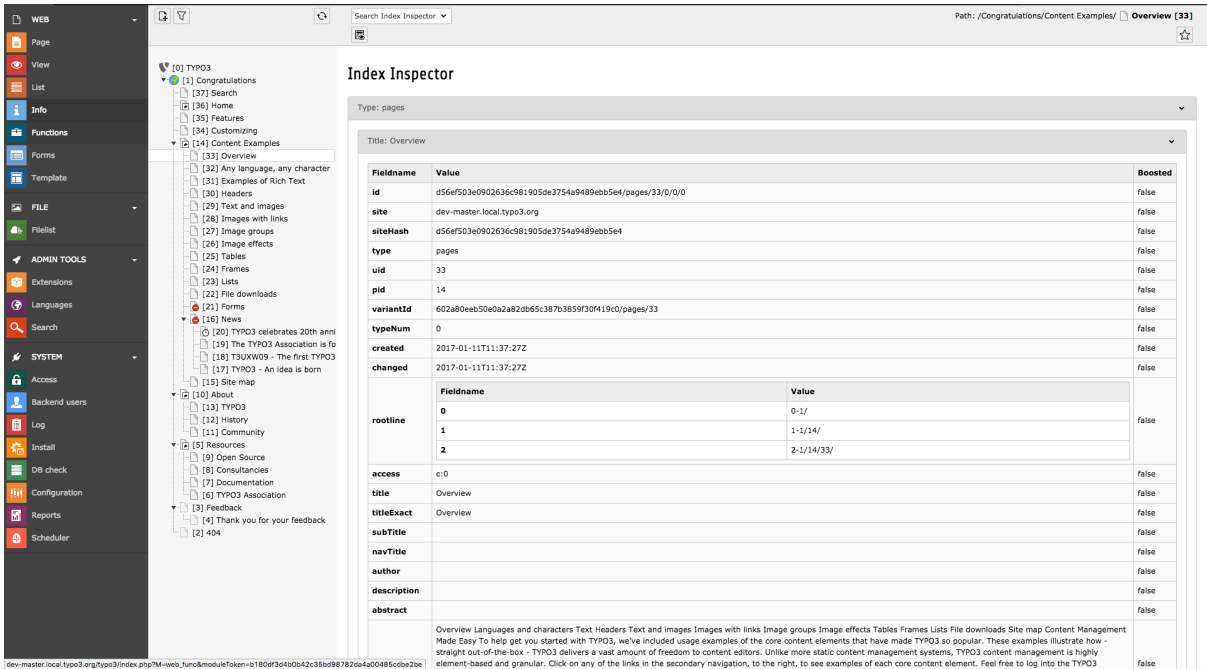 WEB
Page
View
List
Info
Functions
Forms
Template
FILE
Filelist
ADMIN TOOLS
Extensions
Languages
Search
SYSTEM
Access
Backend users
Log
Install
DB check
Configuration
Reports
Scheduler
[0] TYPO3
[1] Congratulations
[37] Search
[36] Home
[35] Features
[34] Customizing
[14] Content Examples
[33] Overview
[32] Any language, any character
[31] Examples of Rich Text
[30] Headers
[29] Text and images
[28] Images with links
[27] Image groups
[26] Image effects
[25] Tables
[24] Frames
[23] Lists
[22] File downloads
[21] Forms
[16] News
[20] TYPO3 celebrates 20th anni
[19] The TYPO3 Association is fo
[18] T3UXW09 - The first TYPO3
[17] TYPO3 - An idea is born
[15] Site map
[10] About
[13] TYPO3
[12] History
[11] Community
[5] Resources
[9] Open Source
[8] Consultancies
[7] Documentation
[6] TYPO3 Association
[3] Feedback
[4] Thank you for your feedback
[2] 404
Search Index Inspector
Path: /Congratulations/Content Examples/ Overview [33]
Index Inspector
Type: pages
Title: Overview
Fieldname Value Boosted
id d56ef503e0902636c981905de3754a9489ebb5e4/pages/33/0/0/0 false
site dev-master.local.typo3.org false
siteHash d56ef503e0902636c981905de3754a9489ebb5e4 false
type pages false
uid 33 false
pid 14 false
variantId 602a80eeb50e0a2a82db65c387b3859f30f419c0/pages/33 false
typeNum 0 false
created 2017-01-11T11:37:27Z false
changed 2017-01-11T11:37:27Z false
Fieldname Value
0 0-1/
rootline 1 1-1/14/ false
2 2-1/14/33/
access c:0 false
title Overview false
titleExact Overview false
subTitle false
navTitle false
author false
description false
abstract false
Overview Languages and characters Text Headers Text and images Images with links Image groups Image effects Tables Frames Lists File downloads Site map Content Management
Made Easy To help get you started with TYPO3, we've included usage examples of the core content elements that have made TYPO3 so popular. These examples illustrate how -
straight out-of-the-box - TYPO3 delivers a vast amount of freedom to content editors. Unlike more static content management systems, TYPO3 content management is highly
element-based and granular. Click on any of the links in the secondary navigation, to the right, to see examples of each core content element. Feel free to log into the TYPO3 false
dev-master.local.typo3.org/typo3/index.php?M=web_func&moduleToken=b180df3d4b0b42c35bd98782da4a00485cdbe2be